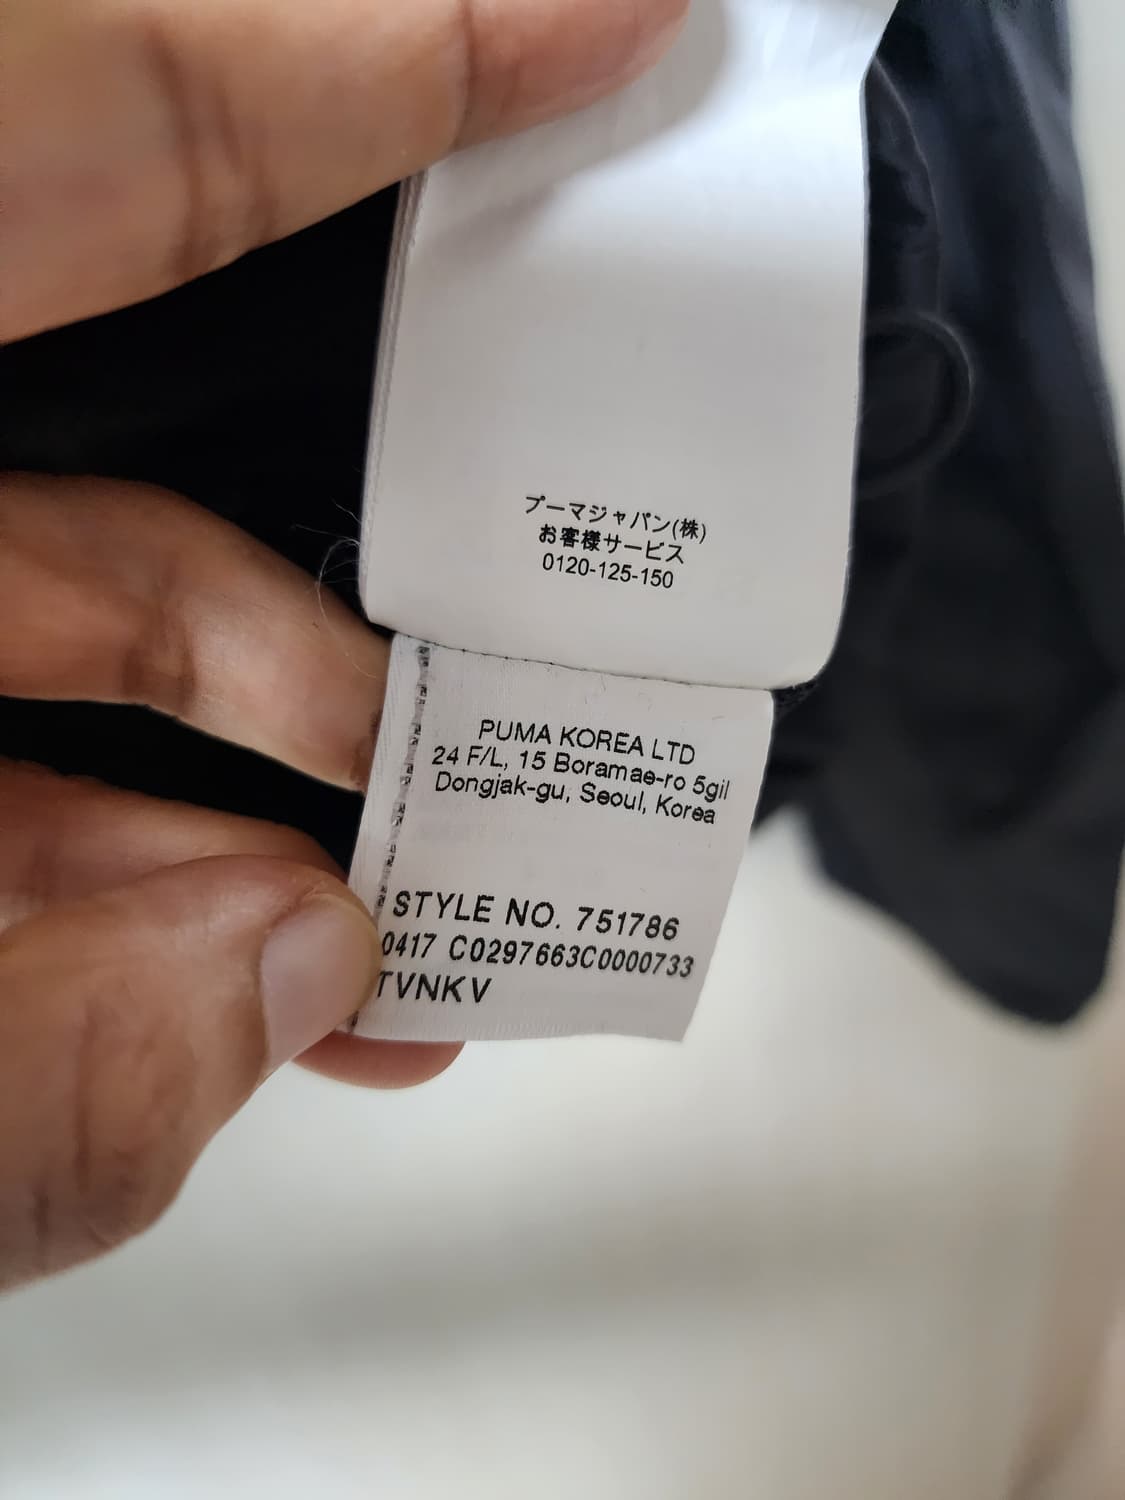 プーマジャパン(株)
お客様サービス
0120-125-150
PUMA KOREA LTD
24 F/L, 15 Boramae-ro 5gil
Dongjak-gu, Seoul, Korea
STYLE NO. 751786
0417 C0297663C0000733
TVNKV